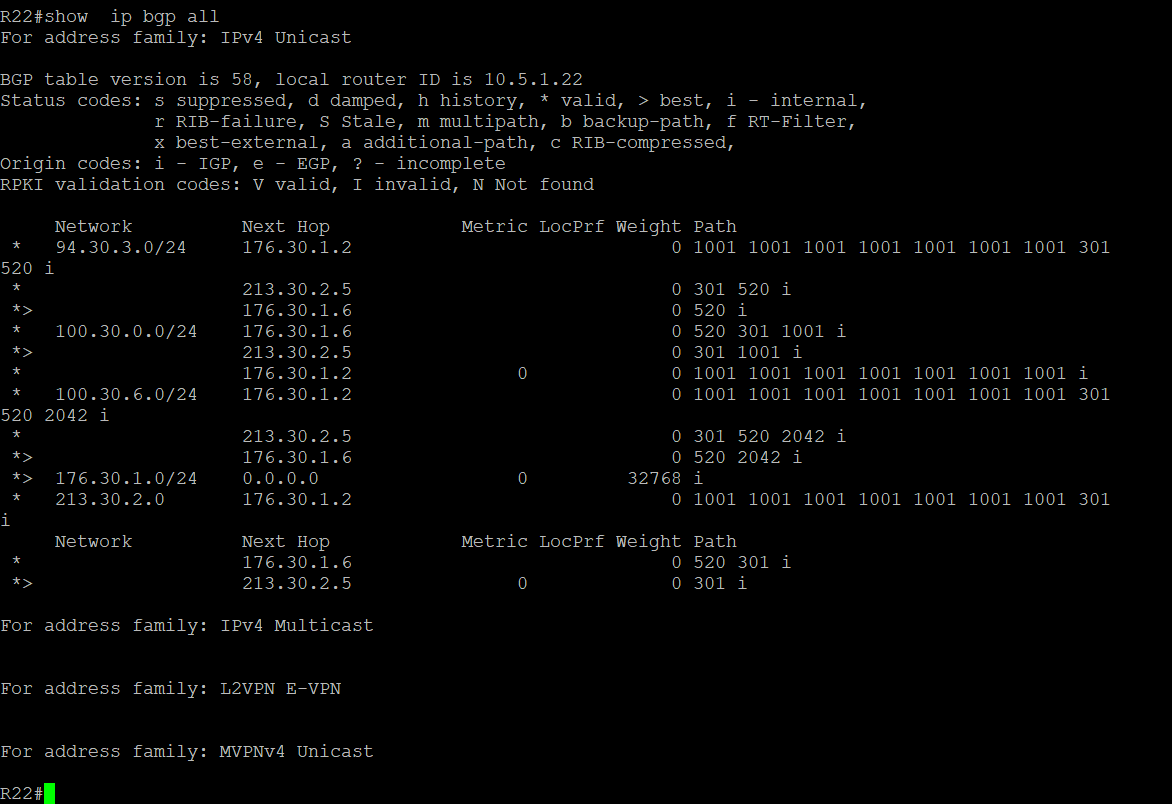 R22#show  ip bgp all
For address family: IPv4 Unicast

BGP table version is 58, local router ID is 10.5.1.22
Status codes: s suppressed, d damped, h history, * valid, > best, i - internal,
              r RIB-failure, S Stale, m multipath, b backup-path, f RT-Filter,
              x best-external, a additional-path, c RIB-compressed,
Origin codes: i - IGP, e - EGP, ? - incomplete
RPKI validation codes: V valid, I invalid, N Not found

     Network          Next Hop            Metric LocPrf Weight Path
 *   94.30.3.0/24     176.30.1.2                             0 1001 1001 1001 1001 1001 1001 1001 301
520 i
 *                    213.30.2.5                             0 301 520 i
 *>                   176.30.1.6                             0 520 i
 *   100.30.0.0/24    176.30.1.6                             0 520 301 1001 i
 *>                   213.30.2.5                             0 301 1001 i
 *                    176.30.1.2               0             0 1001 1001 1001 1001 1001 1001 1001 i
 *   100.30.6.0/24    176.30.1.2                             0 1001 1001 1001 1001 1001 1001 1001 301
520 2042 i
 *                    213.30.2.5                             0 301 520 2042 i
 *>                   176.30.1.6                             0 520 2042 i
 *>  176.30.1.0/24    0.0.0.0                  0         32768 i
 *   213.30.2.0       176.30.1.2                             0 1001 1001 1001 1001 1001 1001 1001 301
i
     Network          Next Hop            Metric LocPrf Weight Path
 *                    176.30.1.6                             0 520 301 i
 *>                   213.30.2.5               0             0 301 i

For address family: IPv4 Multicast


For address family: L2VPN E-VPN


For address family: MVPNv4 Unicast

R22#